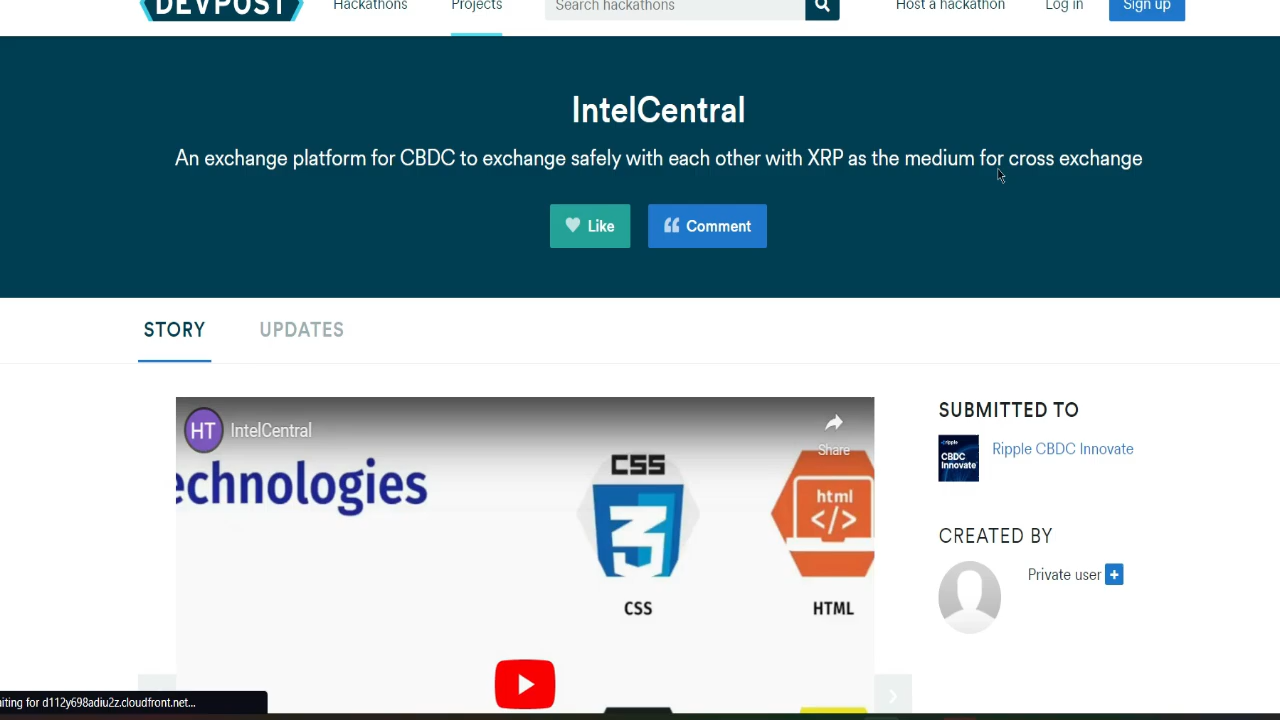 DEVPOST
Hackathons
Projects
Search hackathons
Host a hackathon
Log in
Sign up
IntelCentral
An exchange platform for CBDC to exchange safely with each other with XRP as the medium for cross exchange
Like
Comment
STORY
UPDATES
HT
IntelCentral
Share
echnologies
CSS
html
CSS
HTML
SUBMITTED TO
ripple
CBDC
Innovate
Ripple CBDC Innovate
CREATED BY
Private user
iting for d112y698adiu2z.cloudfront.net...